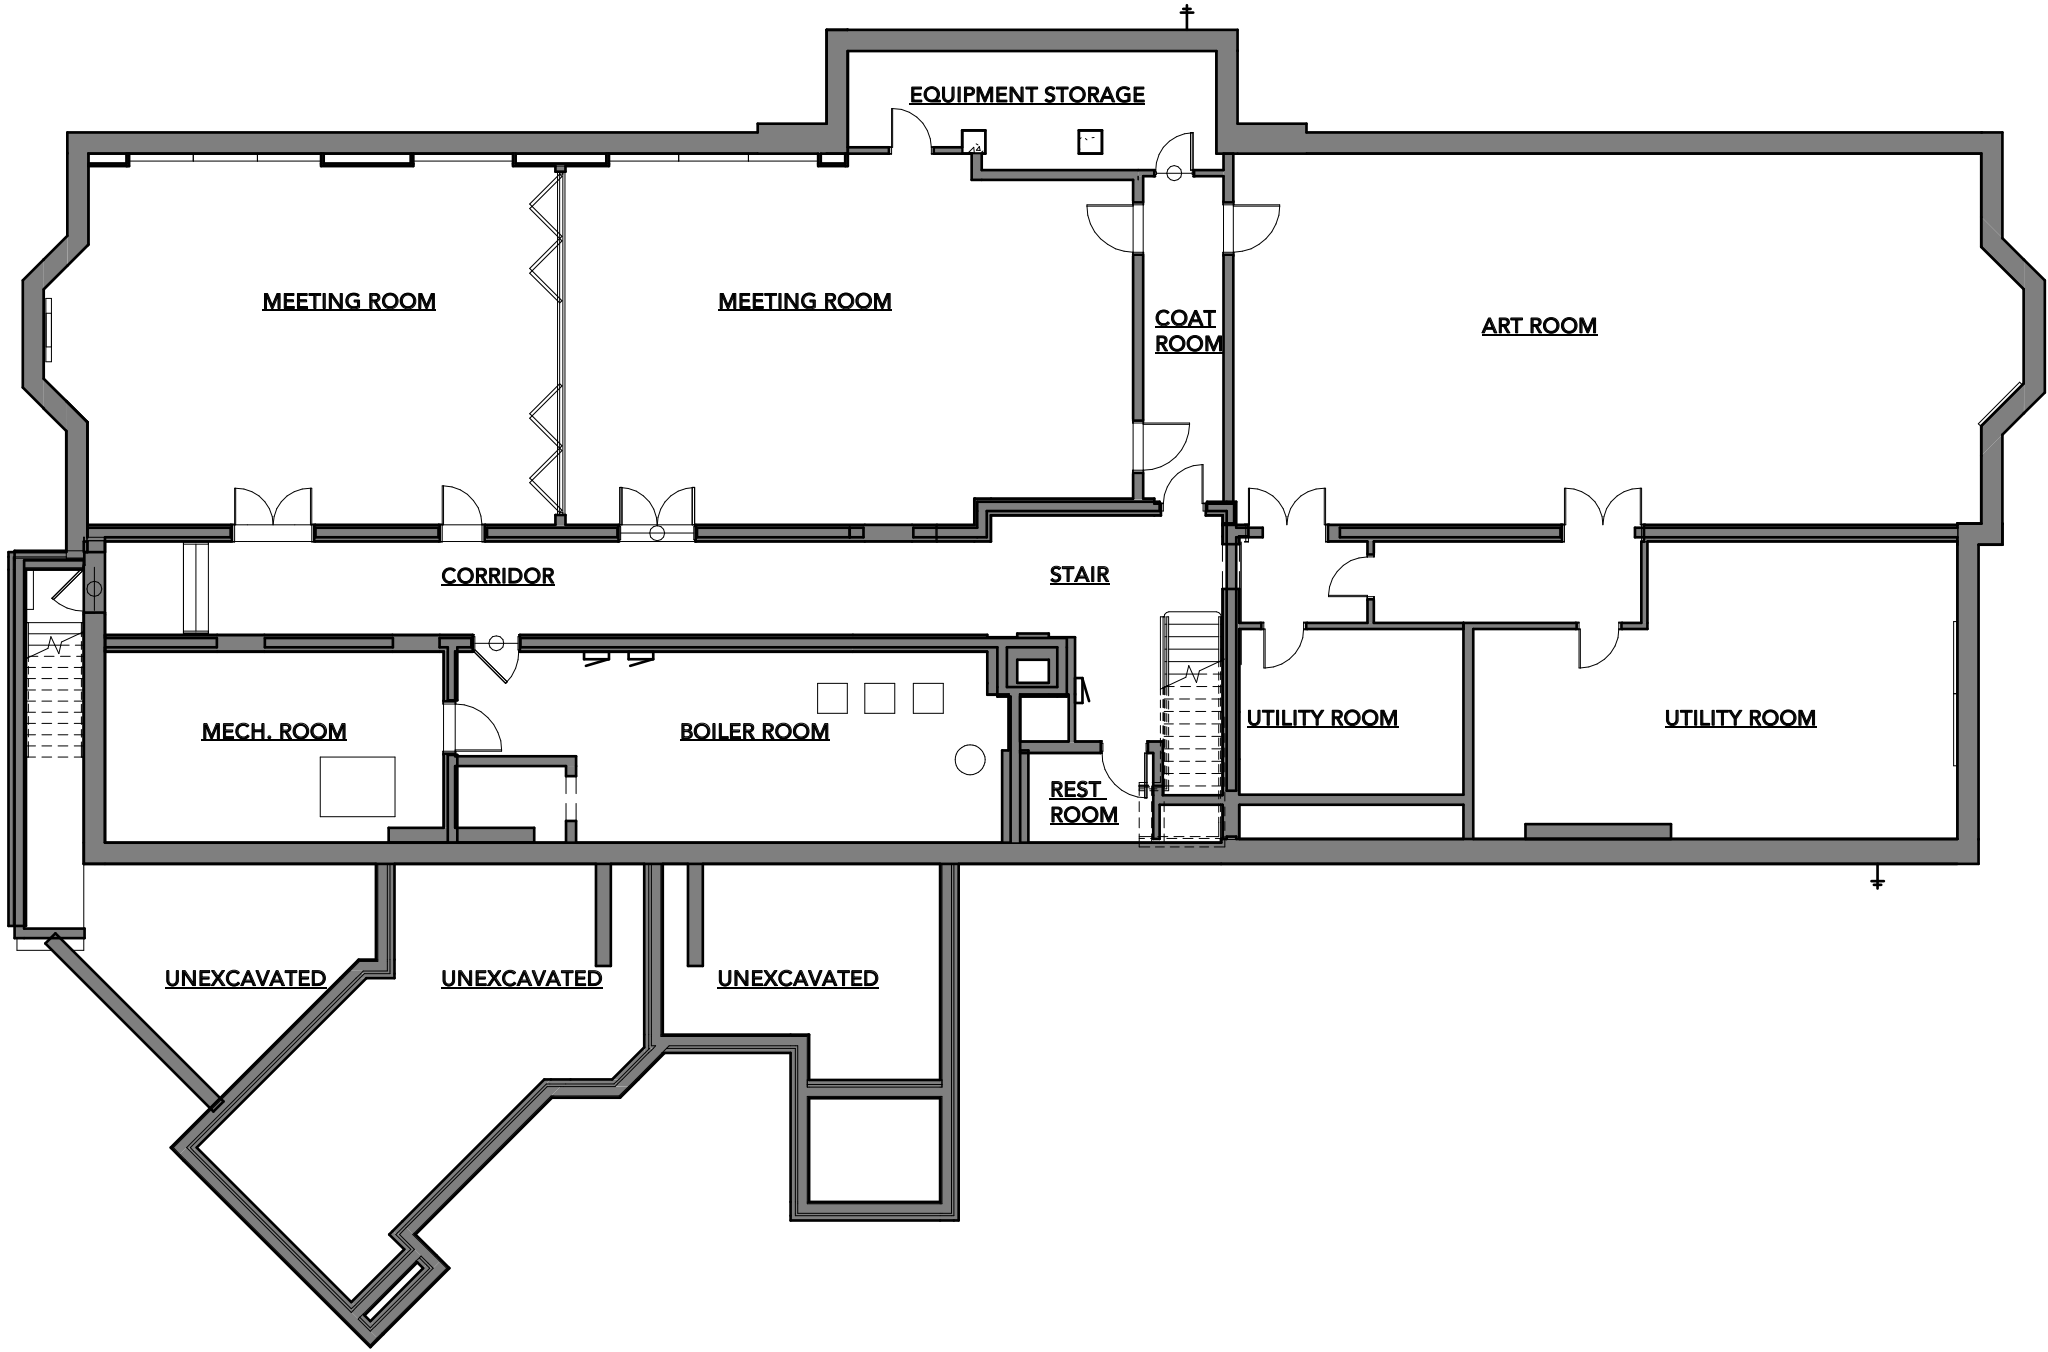 EQUIPMENT STORAGE
MEETING ROOM
MEETING ROOM
COAT
ROOM
ART ROOM
CORRIDOR
STAIR
MECH. ROOM
BOILER ROOM
UTILITY ROOM
UTILITY ROOM
REST
ROOM
UNEXCAVATED
UNEXCAVATED
UNEXCAVATED